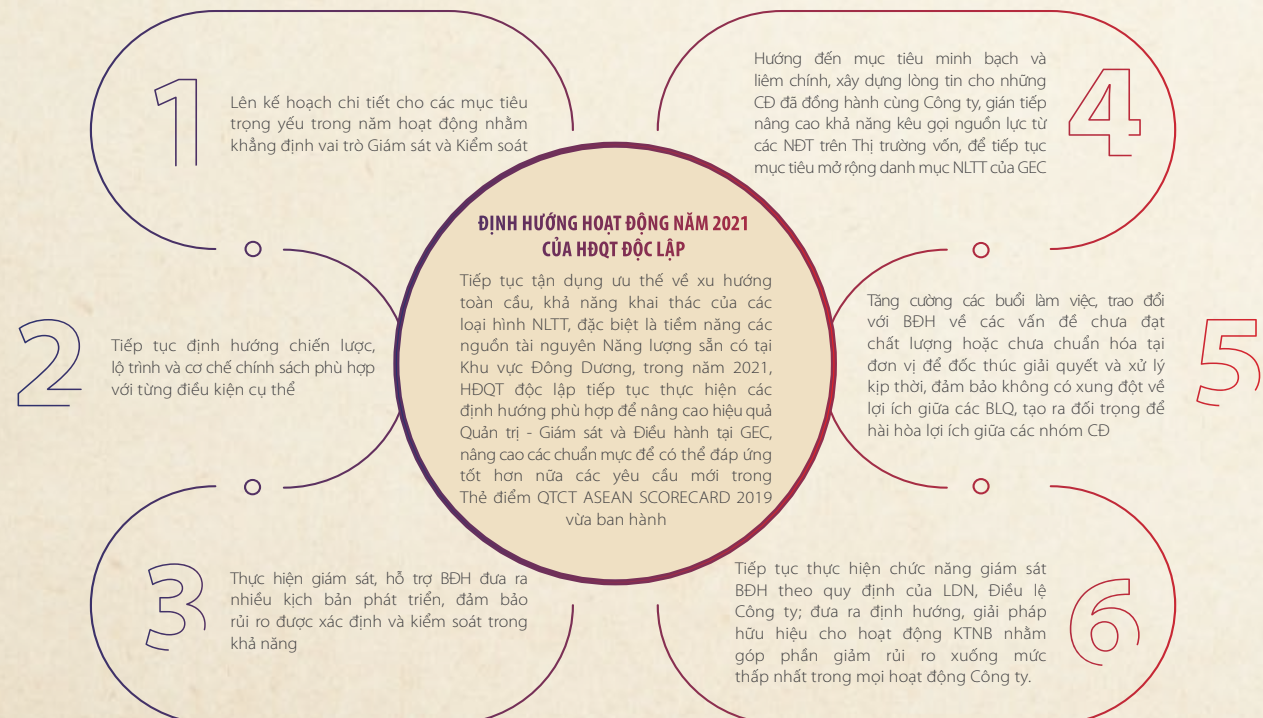 1
Lên kế hoạch chi tiết cho các mục tiêu
trọng yếu trong năm hoạt động nhằm
khẳng định vai trò Giám sát và Kiểm soát
2
Tiếp tục định hướng chiến lược,
lộ trình và cơ chế chính sách phù hợp
với từng điều kiện cụ thể
3
Thực hiện giám sát, hỗ trợ BĐH đưa ra
nhiều kịch bản phát triển, đảm bảo
rủi ro được xác định và kiểm soát trong
khả năng
ĐỊNH HƯỚNG HOẠT ĐỘNG NĂM 2021
CỦA HĐQT ĐỘC LẬP
Tiếp tục tận dụng ưu thế về xu hướng
toàn cầu, khả năng khai thác của các
loại hình NLTT, đặc biệt là tiềm năng các
nguồn tài nguyên Năng lượng sẵn có tại
Khu vực Đông Dương, trong năm 2021,
HĐQT độc lập tiếp tục thực hiện các
định hướng phù hợp để nâng cao hiệu quả
Quản trị - Giám sát và Điều hành tại GEC,
nâng cao các chuẩn mực để có thể đáp ứng
tốt hơn nữa các yêu cầu mới trong
Thẻ điểm QTCT ASEAN SCORECARD 2019
vừa ban hành
4
Hướng đến mục tiêu minh bạch và
liêm chính, xây dựng lòng tin cho những
CĐ đã đồng hành cùng Công ty, gián tiếp
nâng cao khả năng kêu gọi nguồn lực từ
các NĐT trên Thị trường vốn, để tiếp tục
mục tiêu mở rộng danh mục NLTT của GEC
5
Tăng cường các buổi làm việc, trao đổi
với BĐH về các vấn đề chưa đạt
chất lượng hoặc chưa chuẩn hóa tại
đơn vị để đốc thúc giải quyết và xử lý
kịp thời, đảm bảo không có xung đột về
lợi ích giữa các BLQ, tạo ra đối trọng để
hài hòa lợi ích giữa các nhóm CĐ
6
Tiếp tục thực hiện chức năng giám sát
BĐH theo quy định của LDN, Điều lệ
Công ty; đưa ra định hướng, giải pháp
hữu hiệu cho hoạt động KTNB nhằm
góp phần giảm rủi ro xuống mức
thấp nhất trong mọi hoạt động Công ty.